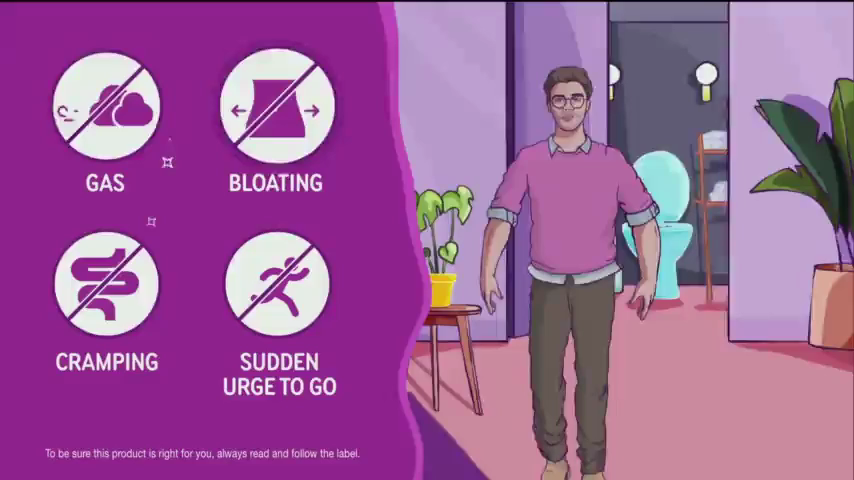 GAS
BLOATING
CRAMPING
SUDDEN
URGE TO GO
To be sure this product is right for you, always read and follow the label.